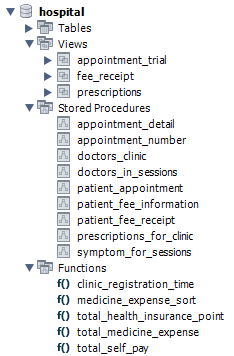 hospital
Tables
Views
appointment_trial
fee_receipt
prescriptions
Stored Procedures
appointment_detail
appointment_number
doctors_clinic
doctors_in_sessions
patient_appointment
patient_fee_information
patient_fee_receipt
prescriptions_for_clinic
symptom_for_sessions
Functions
f() clinic_registration_time
f() medicine_expense_sort
f() total_health_insurance_point
f() total_medicine_expense
f() total_self_pay